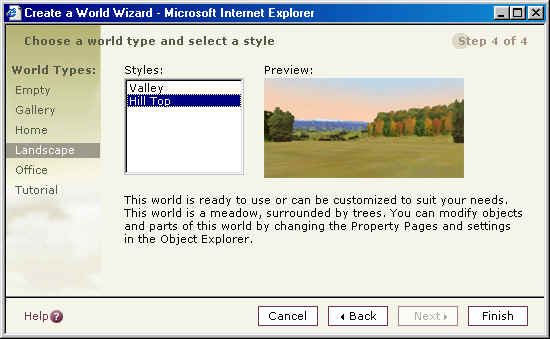 Create a World Wizard - Microsoft Internet Explorer
Choose a world type and select a style
Step 4 of 4
World Types:
Empty
Gallery
Home
Landscape
Office
Tutorial
Styles:
Valley
Hill Top
Preview:
This world is ready to use or can be customized to suit your needs.
This world is a meadow, surrounded by trees. You can modify objects
and parts of this world by changing the Property Pages and settings
in the Object Explorer.
Help?
Cancel
Back
Next
Finish